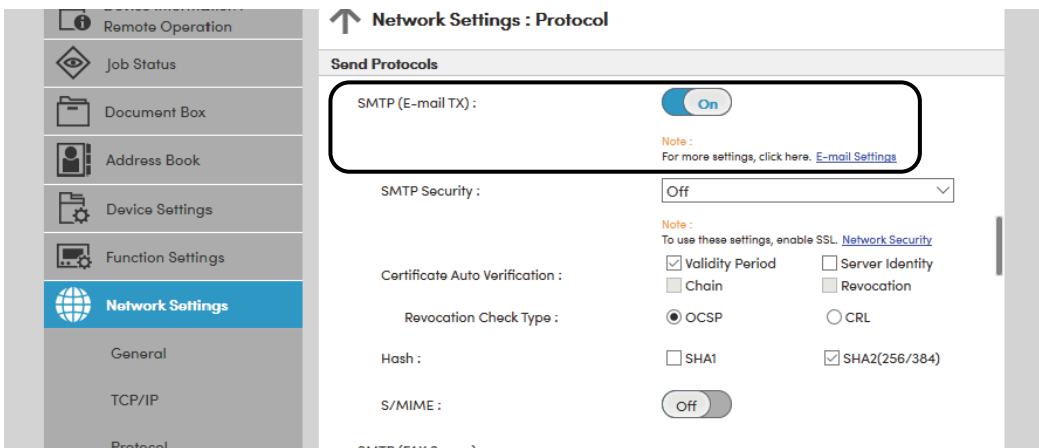 Remote Operation
Job Status
Document Box
Address Book
Device Settings
Function Settings
Network Settings
General
TCP/IP
Protocol
Network Settings : Protocol
Send Protocols
SMTP (E-mail TX) : On
Note :
For more settings, click here. E-mail Settings
SMTP Security : Off
Note :
To use these settings, enable SSL. Network Security
Certificate Auto Verification : Validity Period Server Identity
Chain Revocation
Revocation Check Type : OCSP CRL
Hash : SHA1 SHA2(256/384)
S/MIME : Off